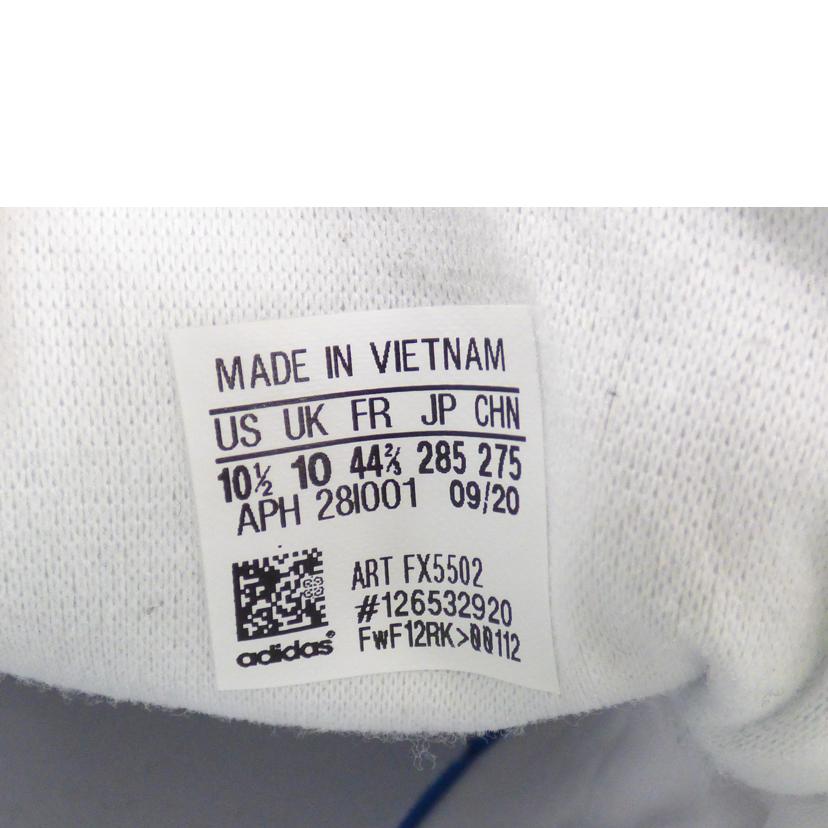 MADE IN VIETNAM
US UK FR JP CHN
10½ 10 44⅔ 285 275
APH 28I001 09/20
ART FX5502
#126532920
FwF12RK>00112
adidas®